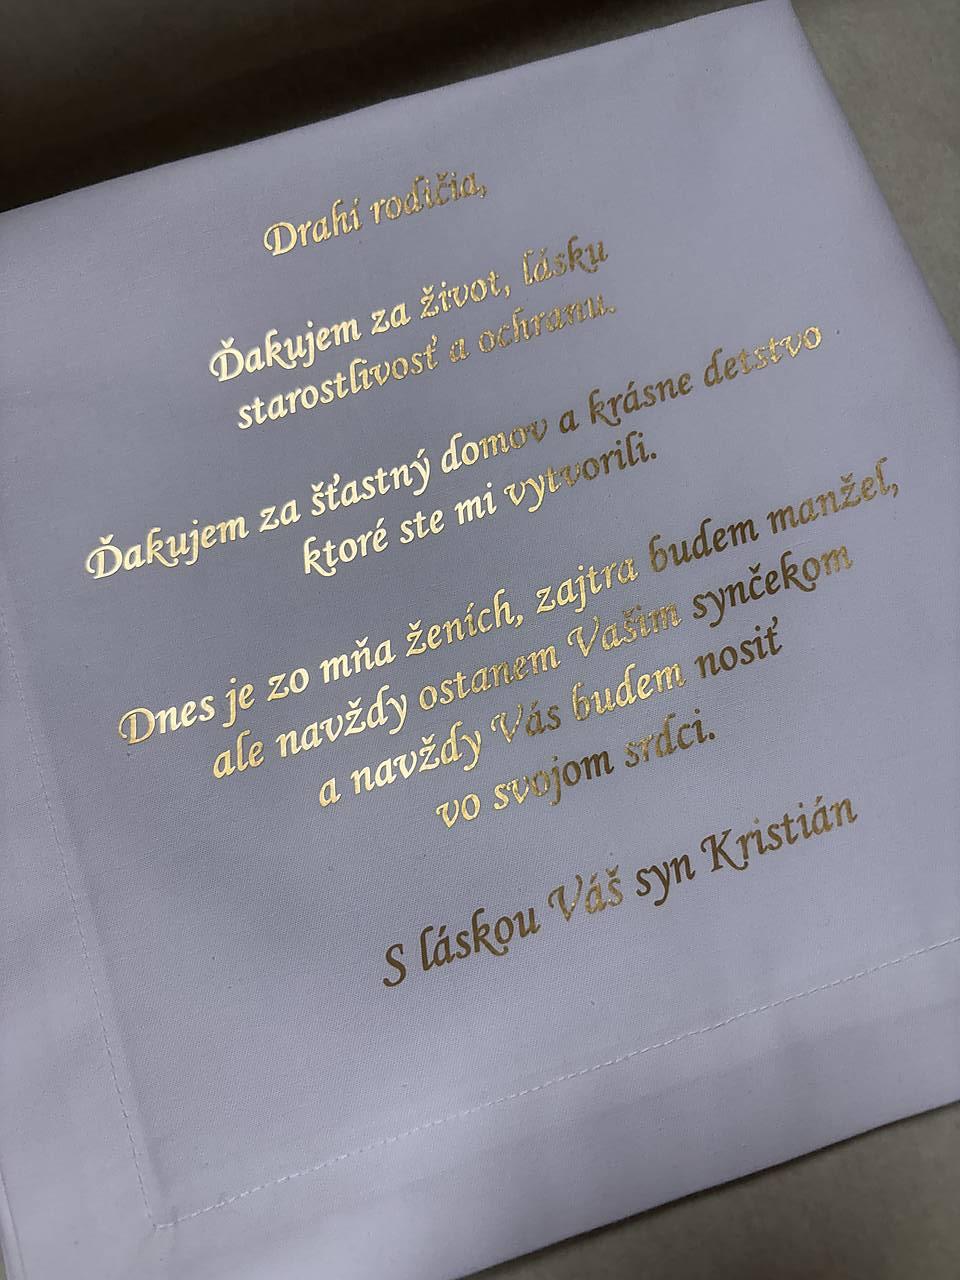 Drahí rodičia,
Ďakujem za život, lásku
starostlivosť a ochranu.
Ďakujem za šťastný domov a krásne detstvo
ktoré ste mi vytvorili.
Dnes je zo mňa ženích, zajtra budem manžel,
ale navždy ostanem Vašim synčekom
a navždy Vás budem nosiť
vo svojom srdci.
S láskou Váš syn Kristián